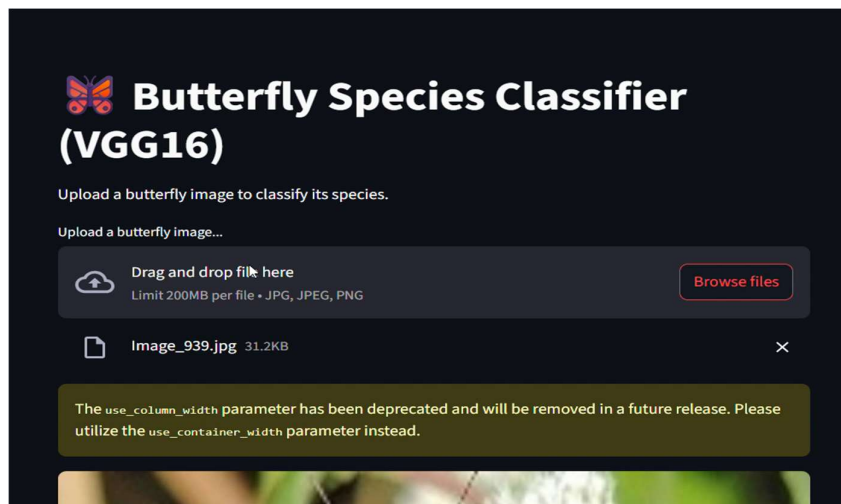 Butterfly Species Classifier
(VGG16)
Upload a butterfly image to classify its species.
Upload a butterfly image...
Drag and drop file here
Limit 200MB per file • JPG, JPEG, PNG
Browse files
Image_939.jpg 31.2KB
The use_column_width parameter has been deprecated and will be removed in a future release. Please
utilize the use_container_width parameter instead.